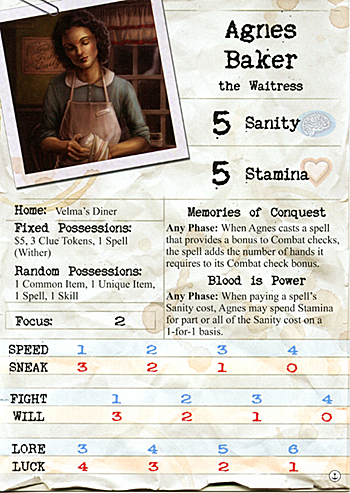 Agnes
Baker
the Waitress
5 Sanity
5 Stamina
Home: Velma's Diner
Fixed Possessions:
$5, 3 Clue Tokens, 1 Spell
(Wither)
Random Possessions:
1 Common Item, 1 Unique Item,
1 Spell, 1 Skill
Focus: 2
Memories of Conquest
Any Phase: When Agnes casts a spell
that provides a bonus to Combat checks,
the spell adds the number of hands it
requires to its Combat check bonus.
Blood is Power
Any Phase: When paying a spell's
Sanity cost, Agnes may spend Stamina
for part or all of the Sanity cost on a
1-for-1 basis.
SPEED 1 2 3 4
SNEAK 3 2 1 0
FIGHT 1 2 3 4
WILL 3 2 1 0
LORE 3 4 5 6
LUCK 4 3 2 1